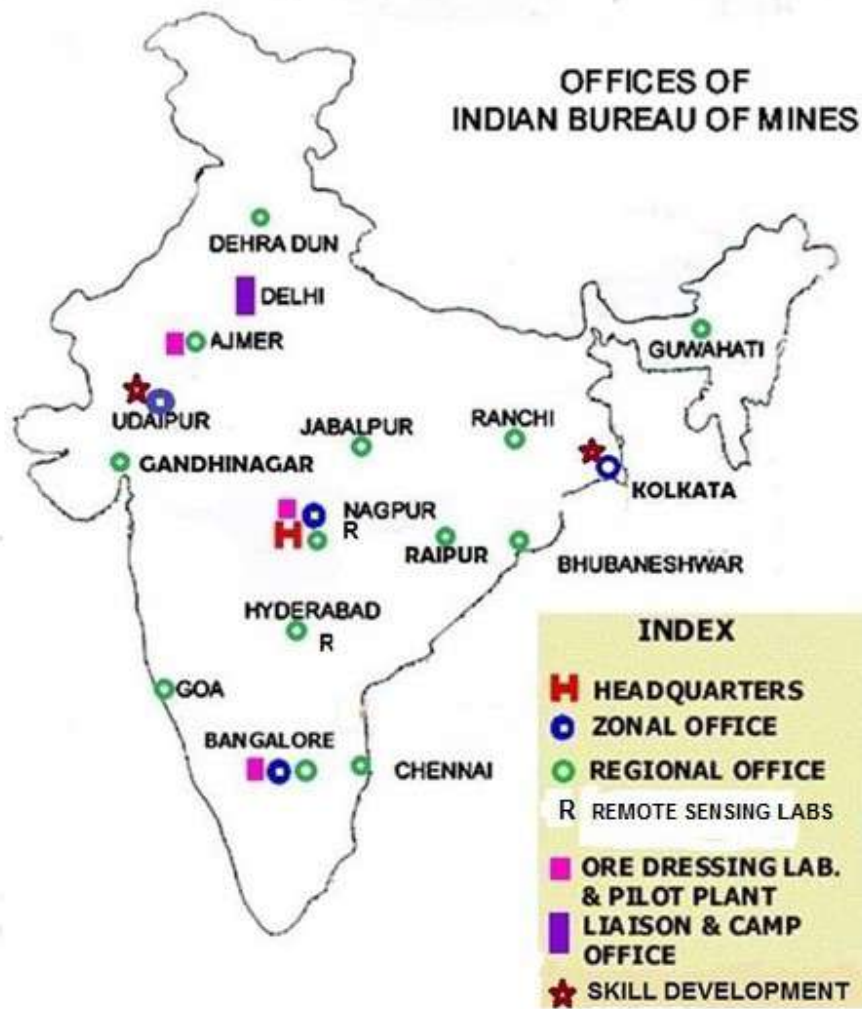 OFFICES OF
INDIAN BUREAU OF MINES
DEHRA DUN
DELHI
AJMER
GUWAHATI
UDAIPUR
JABALPUR
RANCHI
GANDHINAGAR
KOLKATA
NAGPUR
H
R
RAIPUR
BHUBANESHWAR
HYDERABAD
R
GOA
BANGALORE
CHENNAI
INDEX
H HEADQUARTERS
ZONAL OFFICE
REGIONAL OFFICE
R REMOTE SENSING LABS
ORE DRESSING LAB.
& PILOT PLANT
LIAISON & CAMP
OFFICE
SKILL DEVELOPMENT